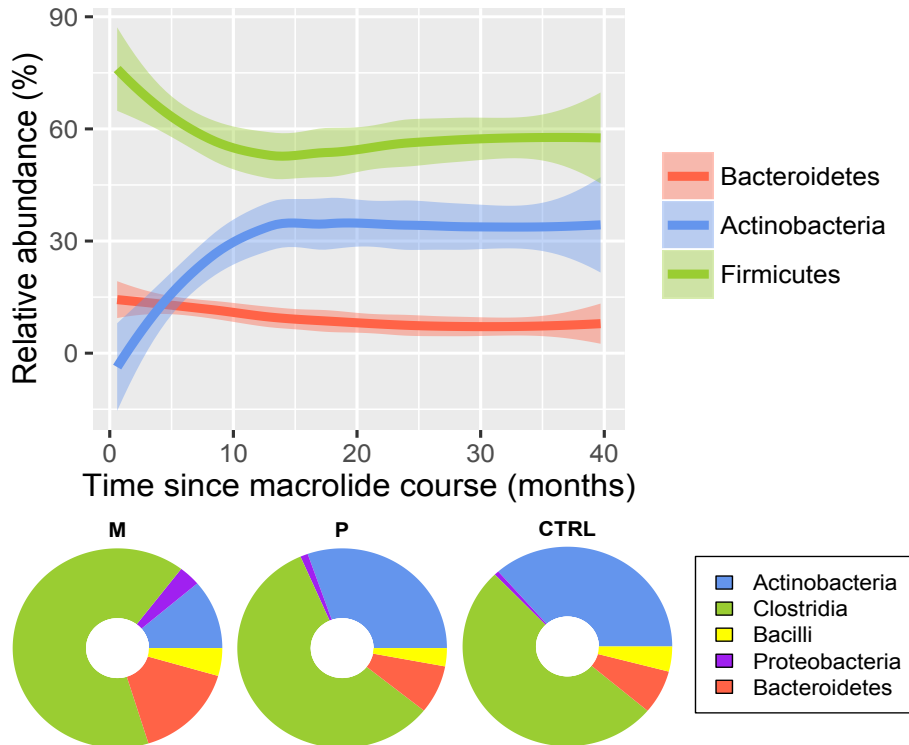 Relative abundance (%)
90
60
30
0
0 10 20 30 40
Time since macrolide course (months)
Bacteroidetes
Actinobacteria
Firmicutes
M P CTRL
Actinobacteria
Clostridia
Bacilli
Proteobacteria
Bacteroidetes